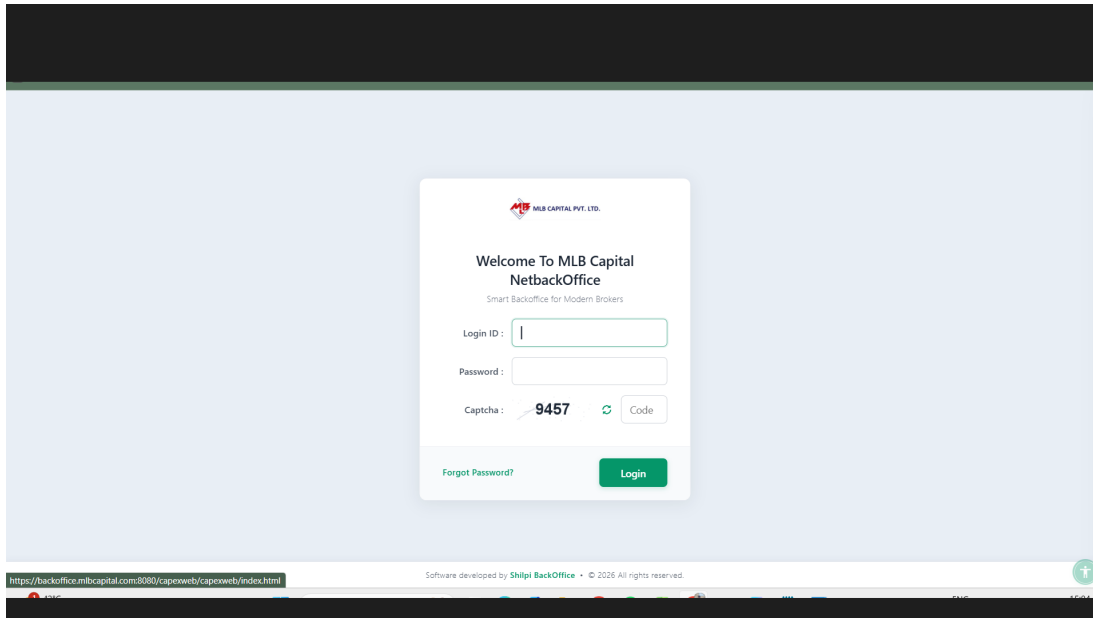 MLB CAPITAL PVT. LTD.
Welcome To MLB Capital
NetbackOffice
Smart Backoffice for Modern Brokers
Login ID :
Password :
Captcha : 9457 Code
Forgot Password? Login
Software developed by Shilpi BackOffice • © 2026 All rights reserved.
https://backoffice.mlbcapital.com:8080/capexweb/capexweb/index.html